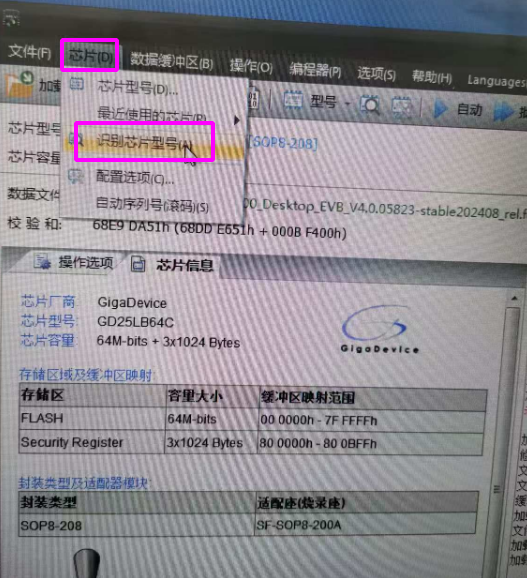 文件(F) 芯片(D) 数据缓冲区(B) 操作(O) 编程器(P) 选项(S) 帮助(H) Languages
加载 芯片型号(D)... 型号 自动
最近使用的芯片(R)
芯片型号 识别芯片型号(A) [SOP8-208]
芯片容量
配置选项(C)...
数据文件 00_Desktop_EVB_V4.0.05823-stable202408_rel.f
自动序列号(滚码)(S)
校 验 和: 68E9 DA51h (68DD E651h + 000B F400h)
操作选项 芯片信息
芯片厂商: GigaDevice
芯片型号: GD25LB64C
芯片容量: 64M-bits + 3x1024 Bytes
GigaDevice
存储区域及缓冲区映射:
存储区 容量大小 缓冲区映射范围
FLASH 64M-bits 00 0000h - 7F FFFFh
Security Register 3x1024 Bytes 80 0000h - 80 0BFFh
封装类型及适配器模块:
封装类型 适配座(烧录座)
SOP8-208 SF-SOP8-200A